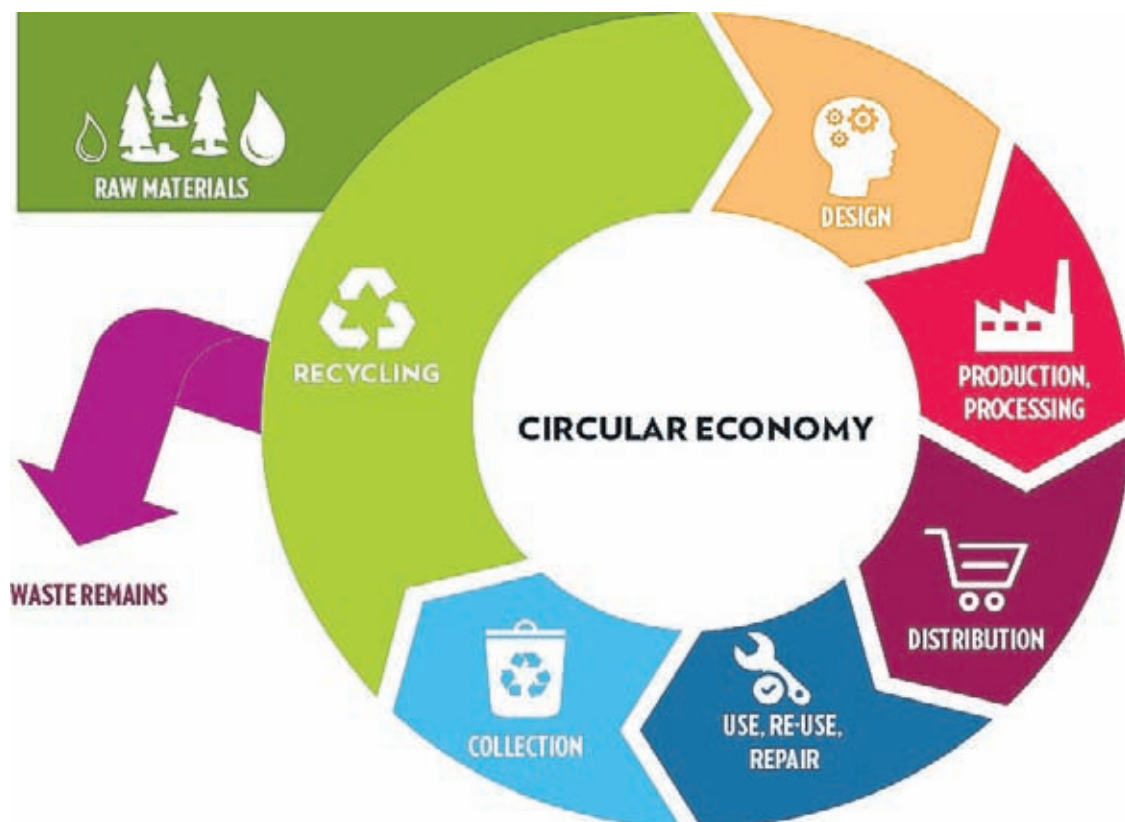 RAW MATERIALS
DESIGN
RECYCLING
PRODUCTION,
PROCESSING
CIRCULAR ECONOMY
WASTE REMAINS
DISTRIBUTION
USE, RE-USE,
REPAIR
COLLECTION